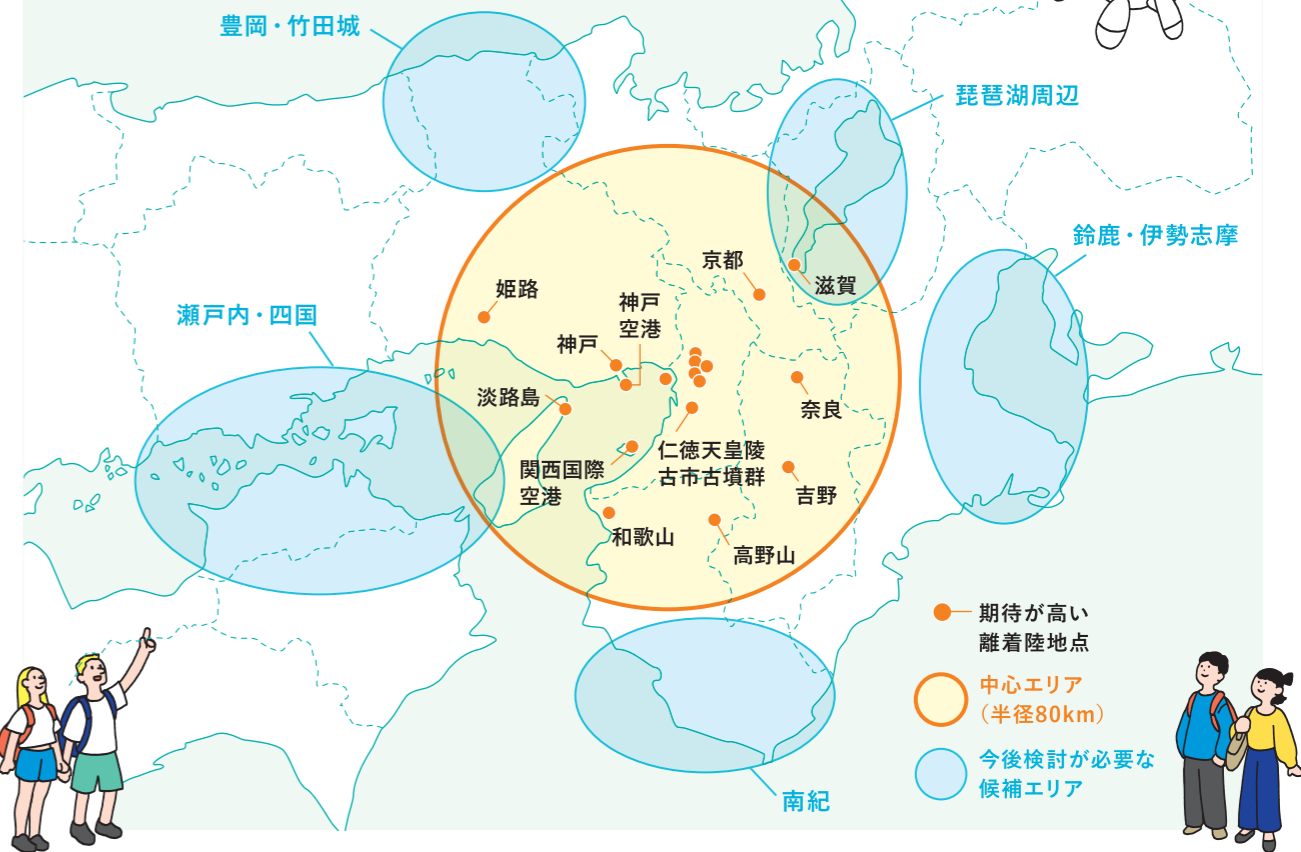 豊岡・竹田城
琵琶湖周辺
鈴鹿・伊勢志摩
瀬戸内・四国
京都
滋賀
姫路
神戸
空港
神戸
淡路島
奈良
関西国際
空港
仁徳天皇陵
古市古墳群
吉野
和歌山
高野山
期待が高い
離着陸地点
中心エリア
（半径80km）
今後検討が必要な
候補エリア
南紀